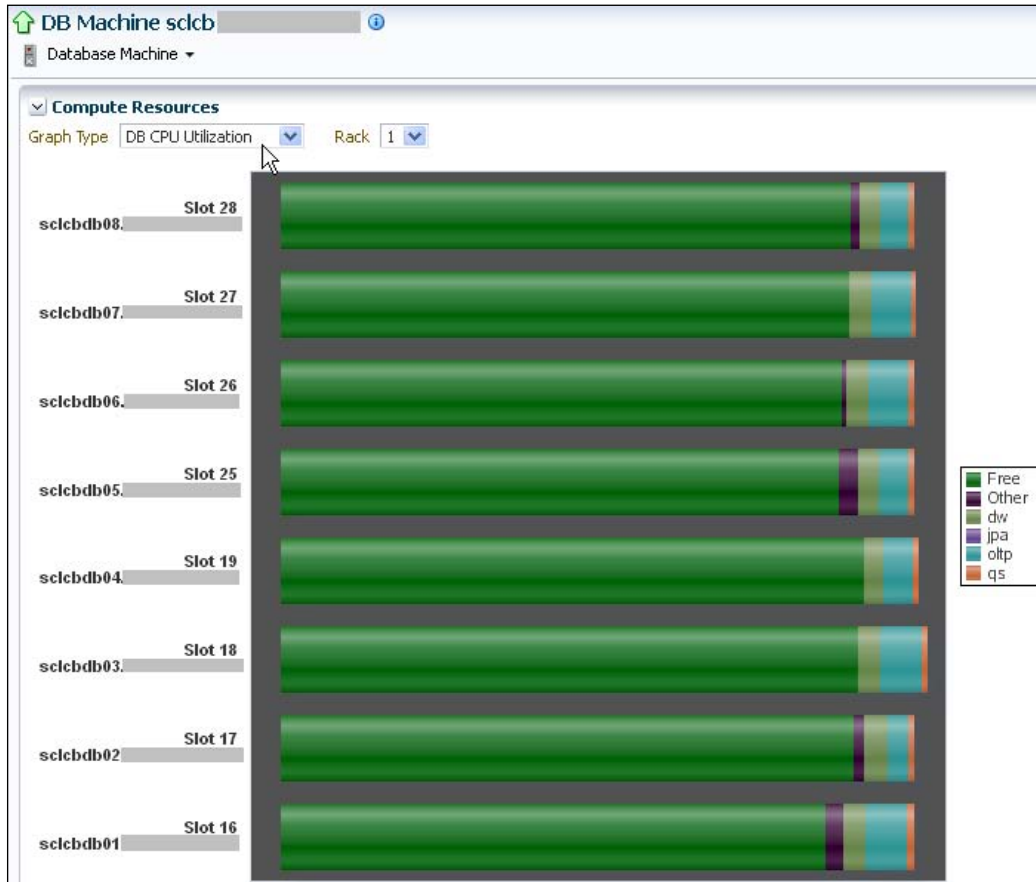 DB Machine sclcb
Database Machine
Compute Resources
Graph Type DB CPU Utilization Rack 1
Slot 28
sclcbdb08.
Slot 27
sclcbdb07.
Slot 26
sclcbdb06.
Slot 25
sclcbdb05.
Slot 19
sclcbdb04.
Slot 18
sclcbdb03.
Slot 17
sclcbdb02
Slot 16
sclcbdb01
Free
Other
dw
jpa
oltp
qs